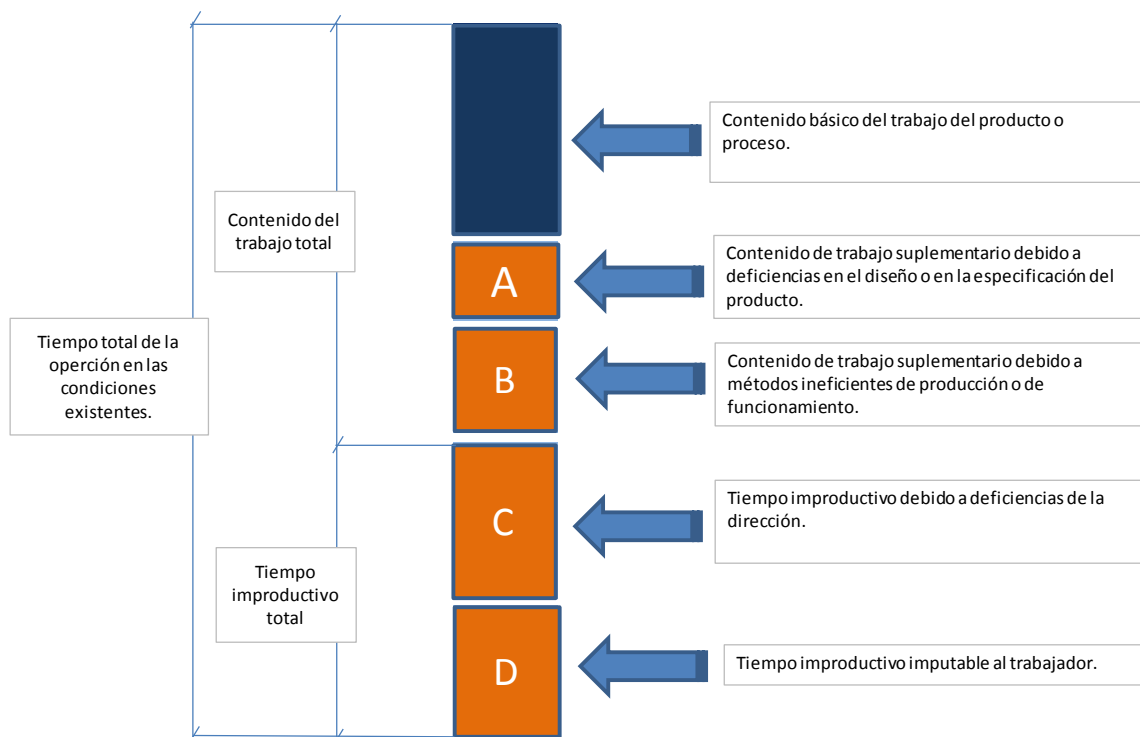 Contenido básico del trabajo del producto o
proceso.
Contenido del
trabajo total
A
Contenido de trabajo suplementario debido a
deficiencias en el diseño o en la especificación del
producto.
Tiempo total de la
operción en las
condiciones
existentes.
B
Contenido de trabajo suplementario debido a
métodos ineficientes de producción o de
funcionamiento.
C
Tiempo improductivo debido a deficiencias de la
dirección.
Tiempo
improductivo
total
D
Tiempo improductivo imputable al trabajador.